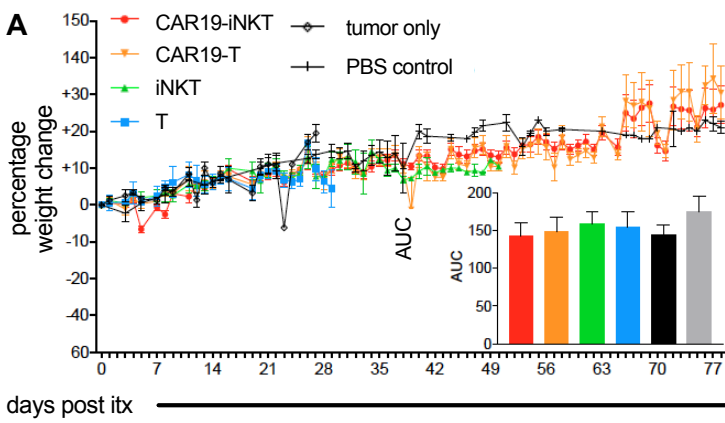 A
percentage
weight change
150
+40
+30
+20
+10
0
-10
-20
-30
60
CAR19-iNKT
CAR19-T
iNKT
T
tumor only
PBS control
AUC
AUC
200
150
100
50
0
0 7 14 21 28 35 42 49 56 63 70 77
days post itx